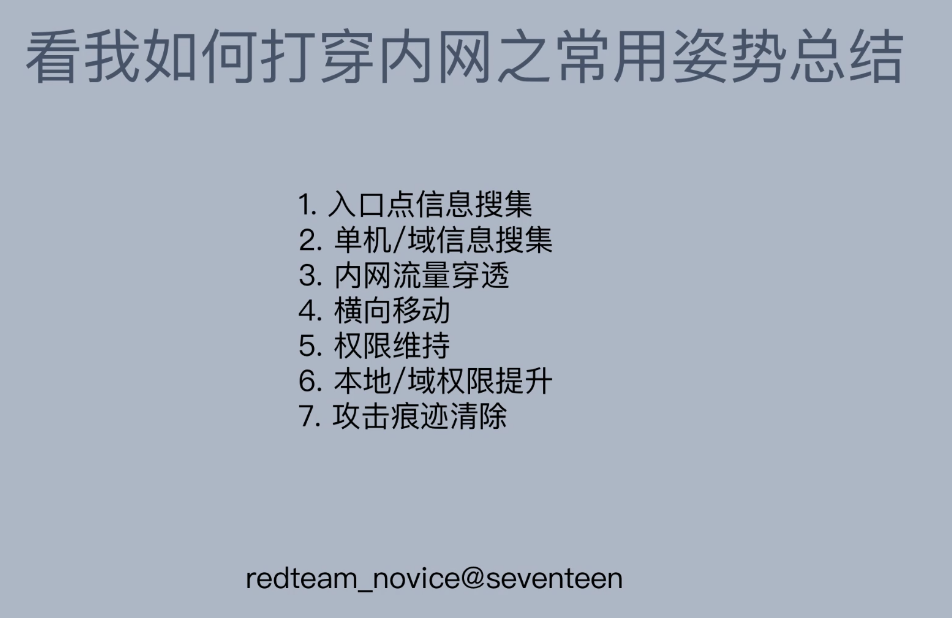 看我如何打穿内网之常用姿势总结
1. 入口点信息搜集
2. 单机/域信息搜集
3. 内网流量穿透
4. 横向移动
5. 权限维持
6. 本地/域权限提升
7. 攻击痕迹清除
redteam_novice@seventeen